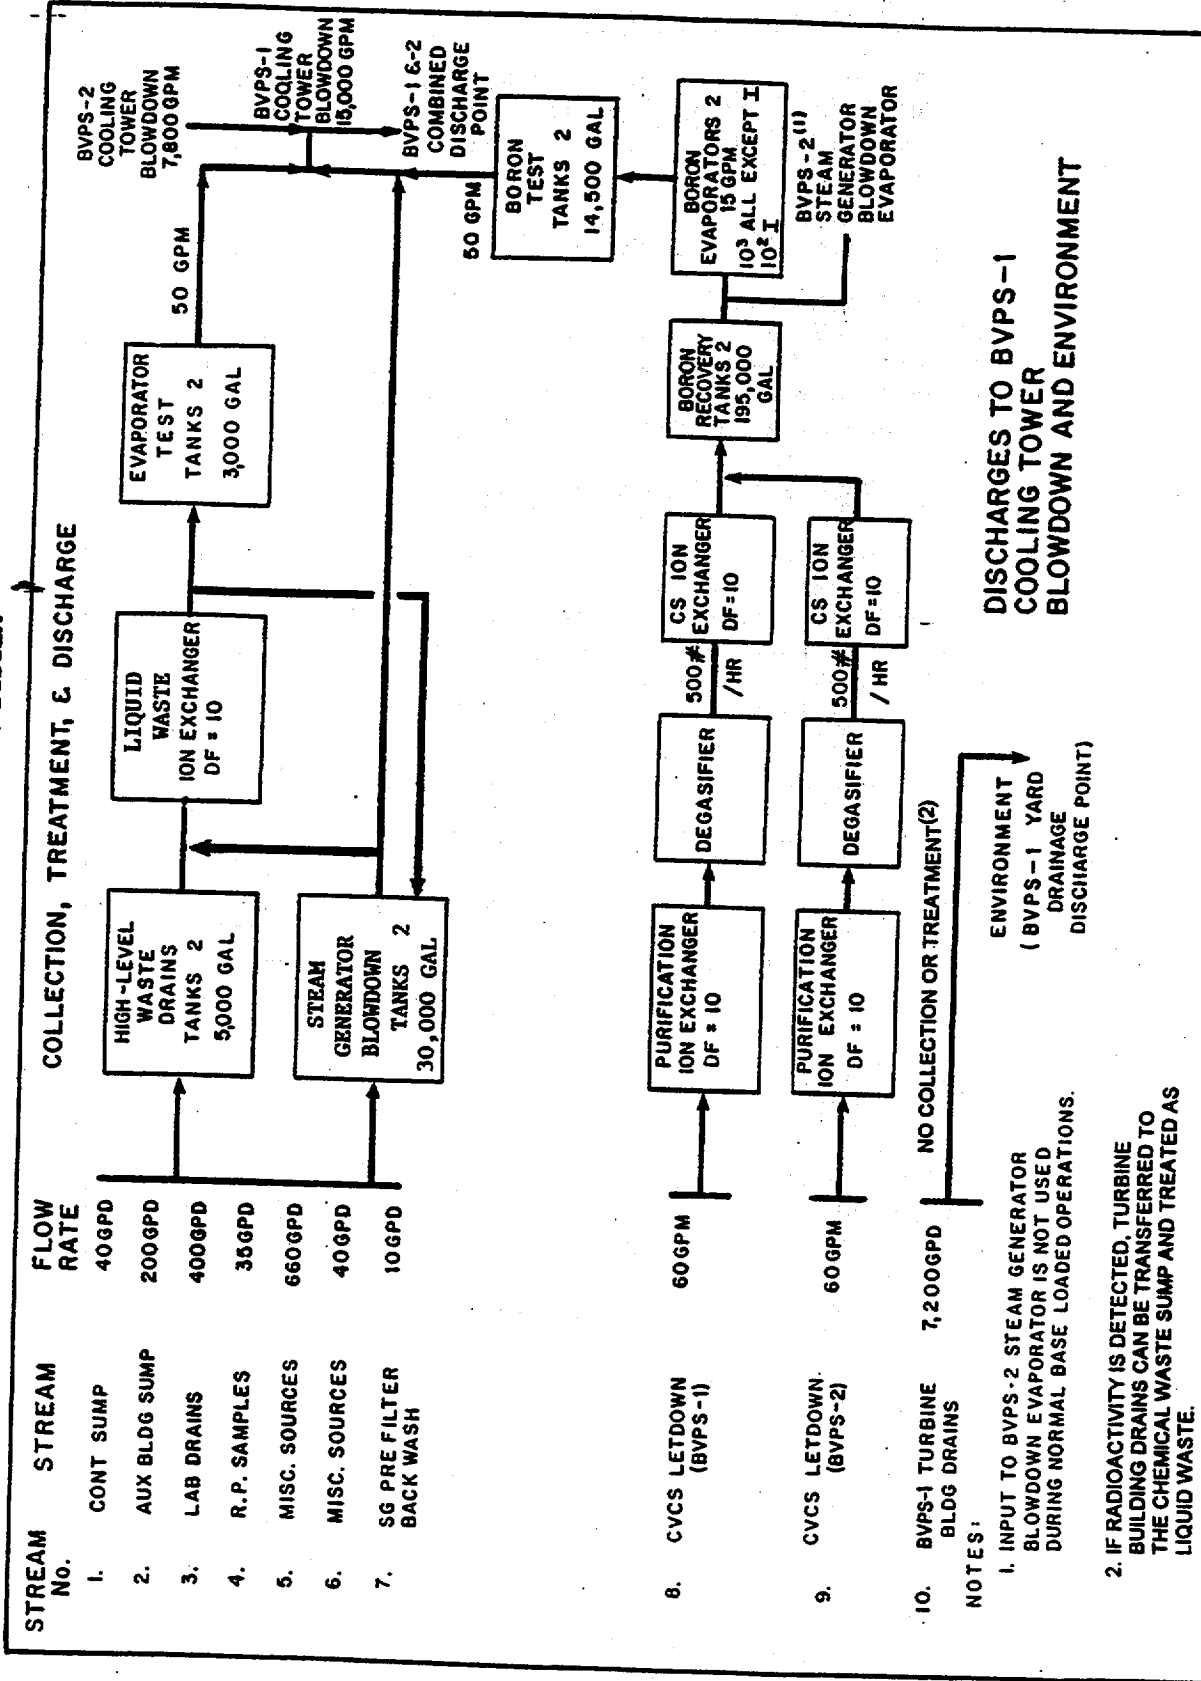 COLLECTION, TREATMENT, & DISCHARGE
STREAM
No.
STREAM
FLOW
RATE
1. CONT SUMP 40GPD
2. AUX BLDG SUMP 200GPD
3. LAB DRAINS 400GPD
4. R.P. SAMPLES 35GPD
5. MISC. SOURCES 660GPD
6. MISC. SOURCES 40GPD
7. SG PRE FILTER 10GPD
BACK WASH
HIGH-LEVEL
WASTE
DRAINS
TANKS 2
5,000 GAL
LIQUID
WASTE
ION EXCHANGER
DF = 10
EVAPORATOR
TEST
TANKS 2
3,000 GAL
50 GPM
BVPS-2
COOLING
TOWER
BLOWDOWN
7,800 GPM
BVPS-1
COOLING
TOWER
BLOWDOWN
15,000 GPM
BVPS-1 &-2
COMBINED
DISCHARGE
POINT
STEAM
GENERATOR
BLOWDOWN
TANKS 2
30,000 GAL
50 GPM
BORON
TEST
TANKS 2
14,500 GAL
8. CVCS LETDOWN 60GPM
(BVPS-1)
PURIFICATION
ION EXCHANGER
DF = 10
DEGASIFIER
500#
/HR
CS ION
EXCHANGER
DF=10
BORON
RECOVERY
TANKS 2
195,000
GAL
BORON
EVAPORATORS 2
15 GPM
10³ ALL EXCEPT I
10² I
BVPS-2(1)
STEAM
GENERATOR
BLOWDOWN
EVAPORATOR
9. CVCS LETDOWN. 60GPM
(BVPS-2)
PURIFICATION
ION EXCHANGER
DF = 10
DEGASIFIER
500#
/HR
CS ION
EXCHANGER
DF=10
10. BVPS-1 TURBINE 7,200GPD NO COLLECTION OR TREATMENT(2)
BLDG DRAINS
ENVIRONMENT
(BVPS-1 YARD
DRAINAGE
DISCHARGE POINT)
NOTES:
1. INPUT TO BVPS-2 STEAM GENERATOR
BLOWDOWN EVAPORATOR IS NOT USED
DURING NORMAL BASE LOADED OPERATIONS.
2. IF RADIOACTIVITY IS DETECTED, TURBINE
BUILDING DRAINS CAN BE TRANSFERRED TO
THE CHEMICAL WASTE SUMP AND TREATED AS
LIQUID WASTE.
DISCHARGES TO BVPS-1
COOLING TOWER
BLOWDOWN AND ENVIRONMENT